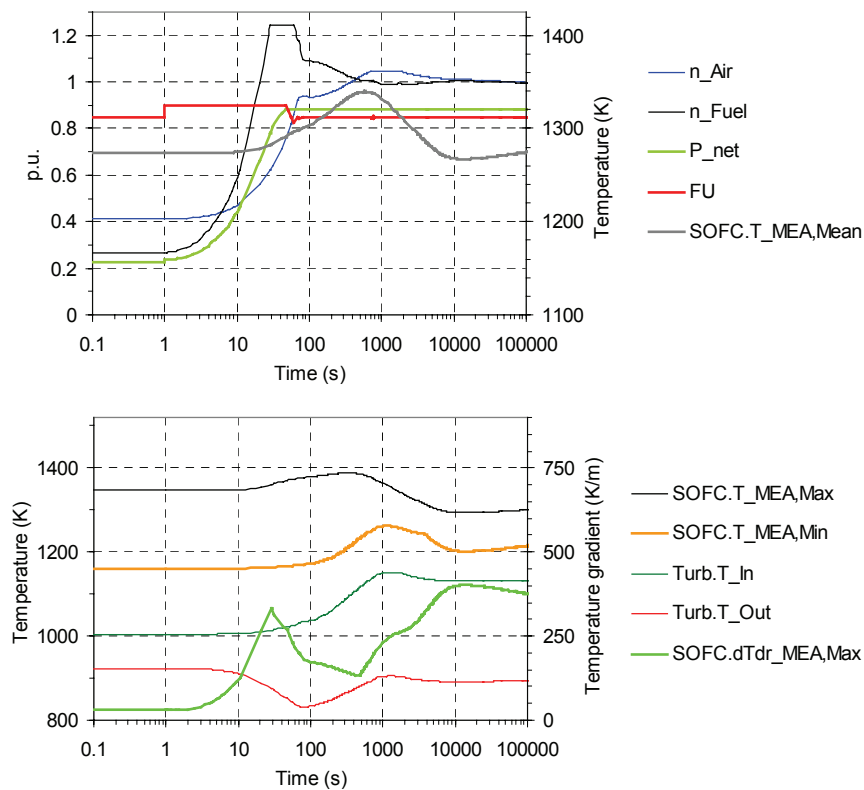 1.2
1
0.8
0.6
0.4
0.2
0
p.u.
1400
1300
1200
1100
Temperature (K)
0.1 1 10 100 1000 10000 100000
Time (s)
n_Air
n_Fuel
P_net
FU
SOFC.T_MEA,Mean
1400
1200
1000
800
Temperature (K)
750
500
250
0
Temperature gradient (K/m)
0.1 1 10 100 1000 10000 100000
Time (s)
SOFC.T_MEA,Max
SOFC.T_MEA,Min
Turb.T_In
Turb.T_Out
SOFC.dTdr_MEA,Max